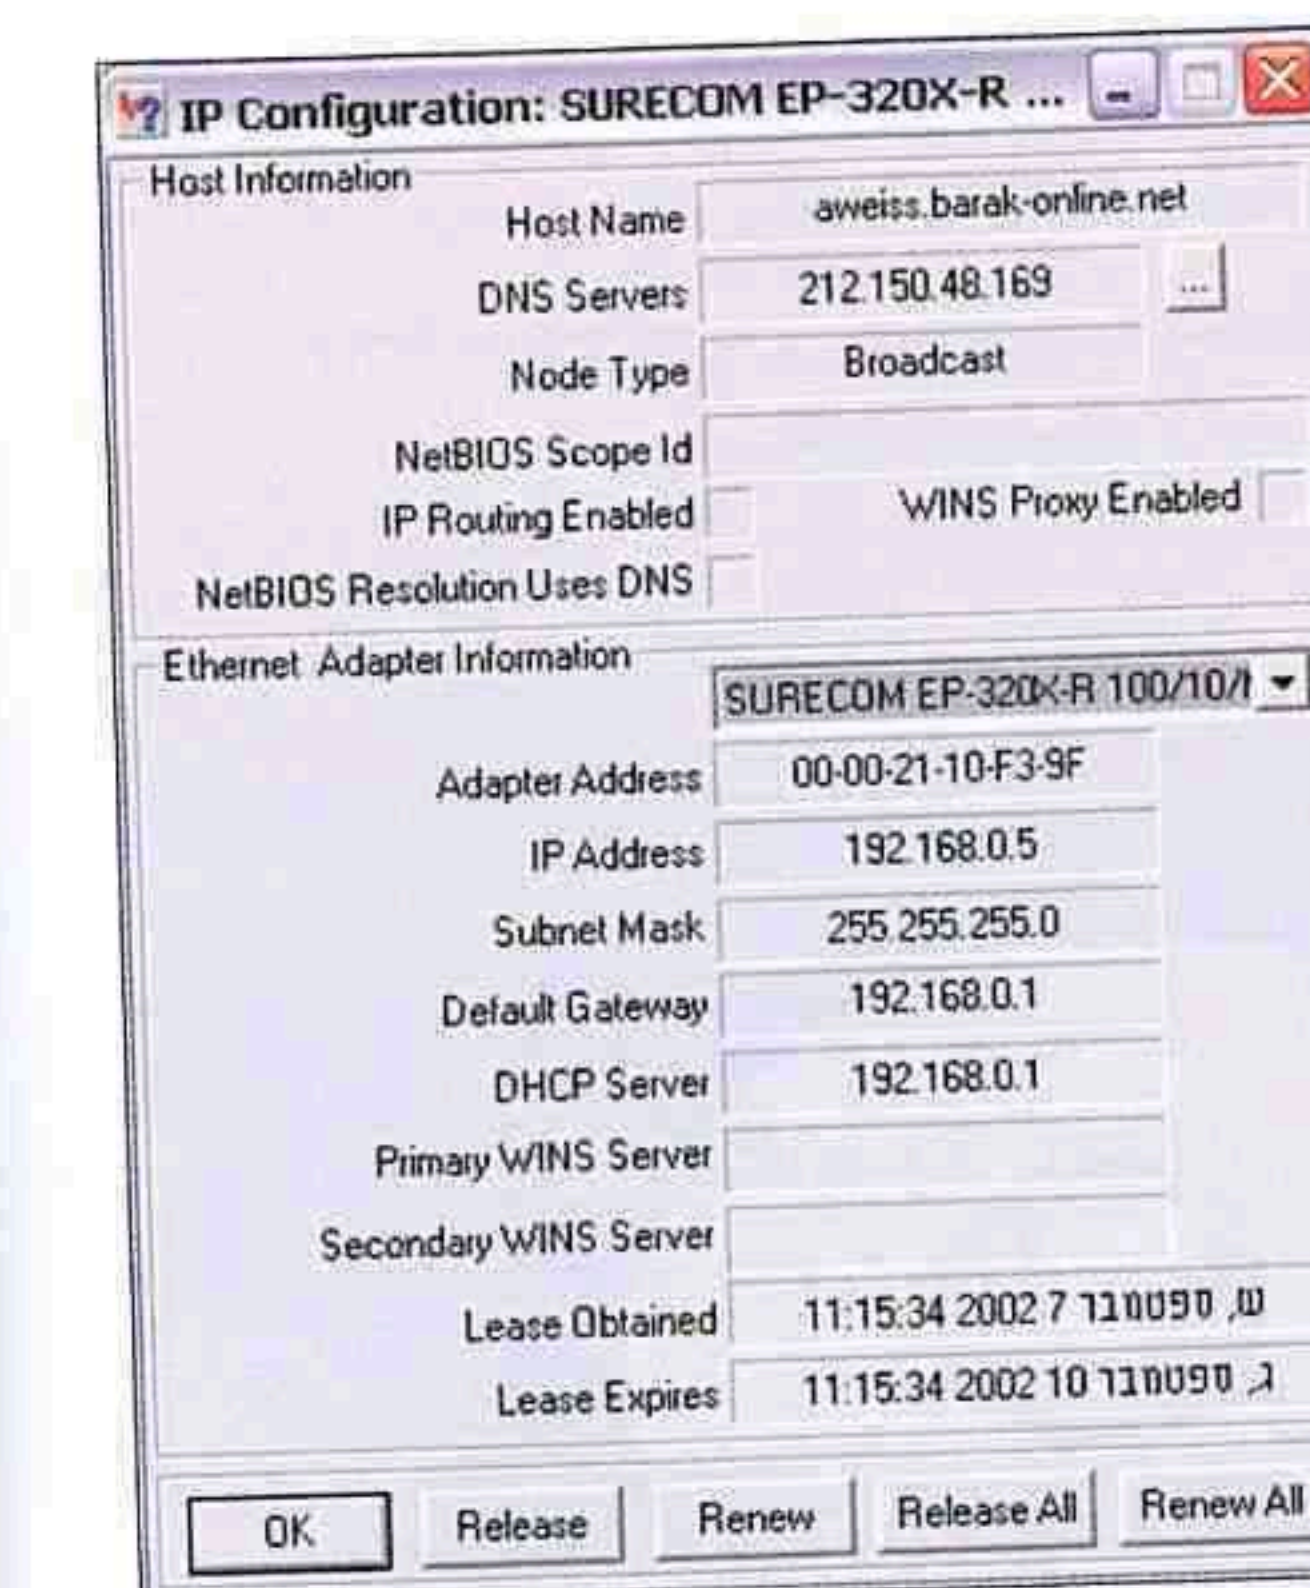 IP Configuration: SURECOM EP-320X-R ...
Host Information
Host Name aweiss.barak-online.net
DNS Servers 212.150.48.169 ...
Node Type Broadcast
NetBIOS Scope Id
IP Routing Enabled WINS Proxy Enabled
NetBIOS Resolution Uses DNS
Ethernet Adapter Information
SURECOM EP-320X-R 100/10/
Adapter Address 00-00-21-10-F3-9F
IP Address 192.168.0.5
Subnet Mask 255.255.255.0
Default Gateway 192.168.0.1
DHCP Server 192.168.0.1
Primary WINS Server
Secondary WINS Server
Lease Obtained ש, ספטמבר 7 2002 11:15:34
Lease Expires ג, ספטמבר 10 2002 11:15:34
OK Release Renew Release All Renew All